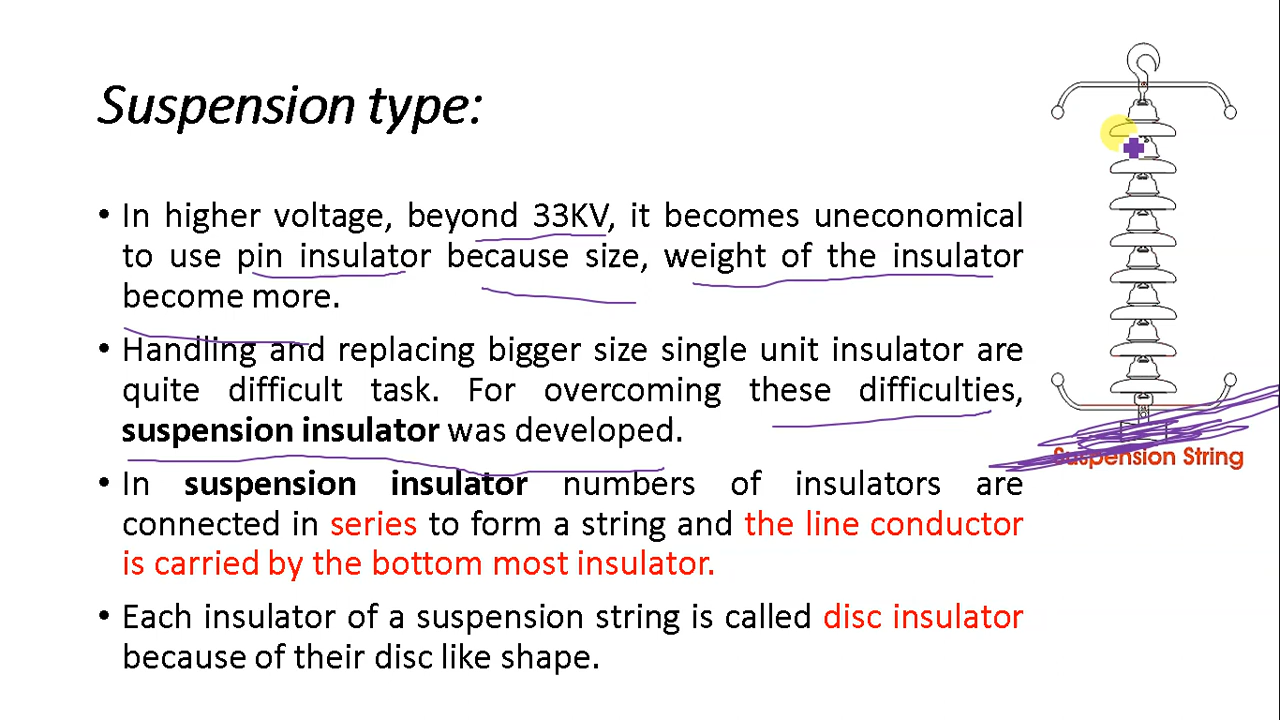 Suspension type:
• In higher voltage, beyond 33KV, it becomes uneconomical
to use pin insulator because size, weight of the insulator
become more.
• Handling and replacing bigger size single unit insulator are
quite difficult task. For overcoming these difficulties,
suspension insulator was developed.
• In suspension insulator numbers of insulators are
connected in series to form a string and the line conductor
is carried by the bottom most insulator.
• Each insulator of a suspension string is called disc insulator
because of their disc like shape.
Suspension String